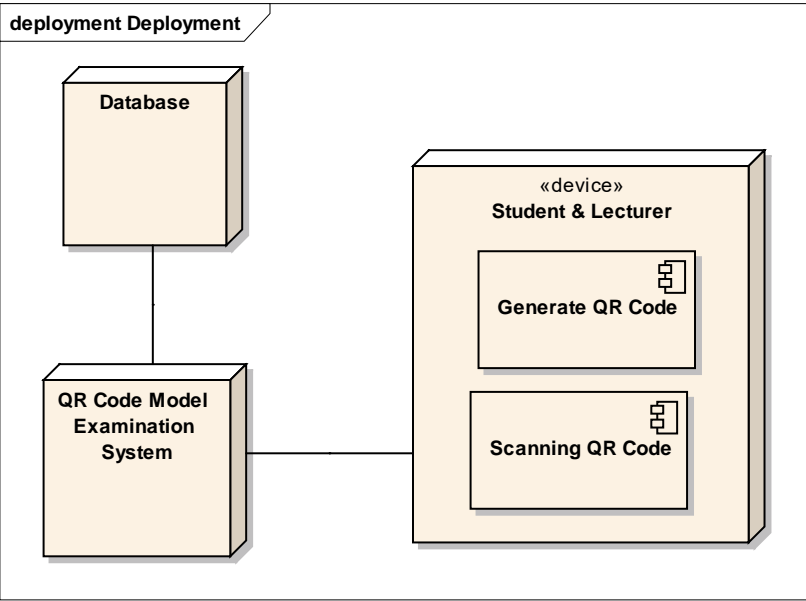 deployment Deployment
Database
«device»
Student & Lecturer
Generate QR Code
Scanning QR Code
QR Code Model
Examination
System